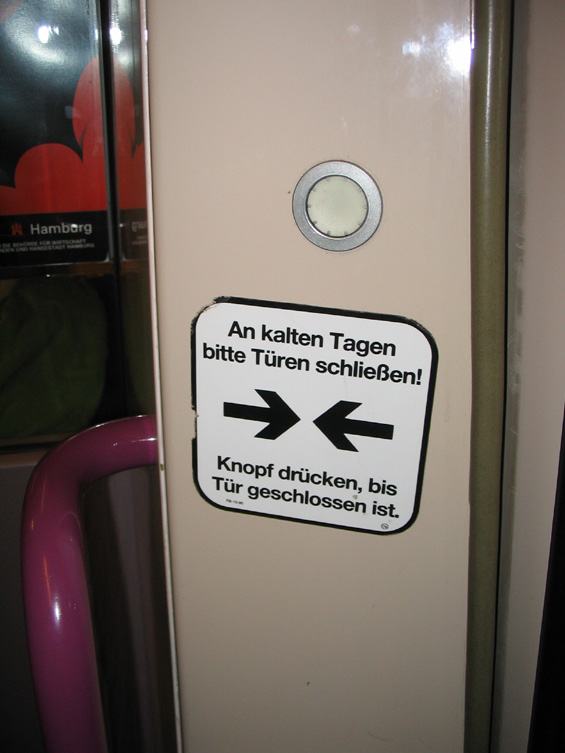 Hamburg
An kalten Tagen
bitte Türen schließen!
Knopf drücken, bis
Tür geschlossen ist.